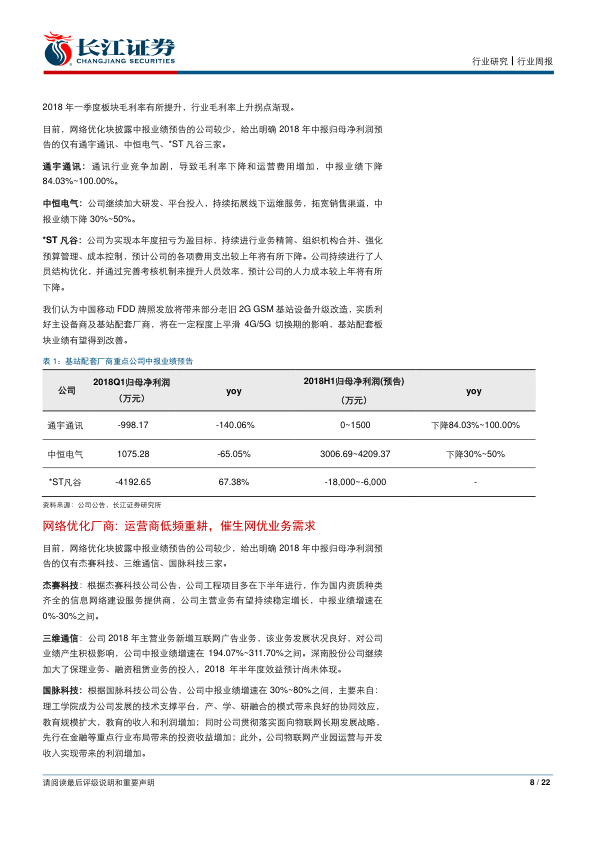 长江证券
CHANGJIANG SECURITIES
行业研究┃行业周报
2018 年一季度板块毛利率有所提升，行业毛利率上升拐点渐现。
目前，网络优化块披露中报业绩预告的公司较少，给出明确 2018 年中报归母净利润预
告的仅有通宇通讯、中恒电气、*ST 凡谷三家。
通宇通讯：通讯行业竞争加剧，导致毛利率下降和运营费用增加，中报业绩下降
84.03%~100.00%。
中恒电气：公司继续加大研发、平台投入，持续拓展线下运维服务，拓宽销售渠道，中
报业绩下降 30%~50%。
*ST 凡谷：公司为实现本年度扭亏为盈目标，持续进行业务精简、组织机构合并、强化
预算管理、成本控制，预计公司的各项费用支出较上年将有所下降。公司持续进行了人
员结构优化，并通过完善考核机制来提升人员效率，预计公司的人力成本较上年将有所
下降。
我们认为中国移动 FDD 牌照发放将带来部分老旧 2G GSM 基站设备升级改造，实质利
好主设备商及基站配套厂商，将在一定程度上平滑 4G/5G 切换期的影响，基站配套板
块业绩有望得到改善。
表 1：基站配套厂商重点公司中报业绩预告
公司 2018Q1归母净利润（万元） yoy 2018H1归母净利润(预告)（万元） yoy
通宇通讯 -998.17 -140.06% 0~1500 下降84.03%~100.00%
中恒电气 1075.28 -65.05% 3006.69~4209.37 下降30%~50%
*ST凡谷 -4192.65 67.38% -18,000~-6,000 -
资料来源：公司公告，长江证券研究所
网络优化厂商：运营商低频重耕，催生网优业务需求
目前，网络优化块披露中报业绩预告的公司较少，给出明确 2018 年中报归母净利润预
告的仅有杰赛科技、三维通信、国脉科技三家。
杰赛科技：根据杰赛科技公司公告，公司工程项目多在下半年进行，作为国内资质种类
齐全的信息网络建设服务提供商，公司主营业务有望持续稳定增长，中报业绩增速在
0%-30%之间。
三维通信：公司 2018 年主营业务新增互联网广告业务，该业务发展状况良好，对公司
业绩产生积极影响，公司中报业绩增速在 194.07%~311.70%之间。深南股份公司继续
加大了保理业务、融资租赁业务的投入，2018 年半年度效益预计尚未体现。
国脉科技：根据国脉科技公司公告，公司中报业绩增速在 30%~80%之间，主要来自：
理工学院成为公司发展的技术支撑平台，产、学、研融合的模式带来良好的协同效应，
教育规模扩大，教育的收入和利润增加；同时公司贯彻落实面向物联网长期发展战略，
先行在金融等重点行业布局带来的投资收益增加；此外，公司物联网产业园运营与开发
收入实现带来的利润增加。
请阅读最后评级说明和重要声明
8 / 22